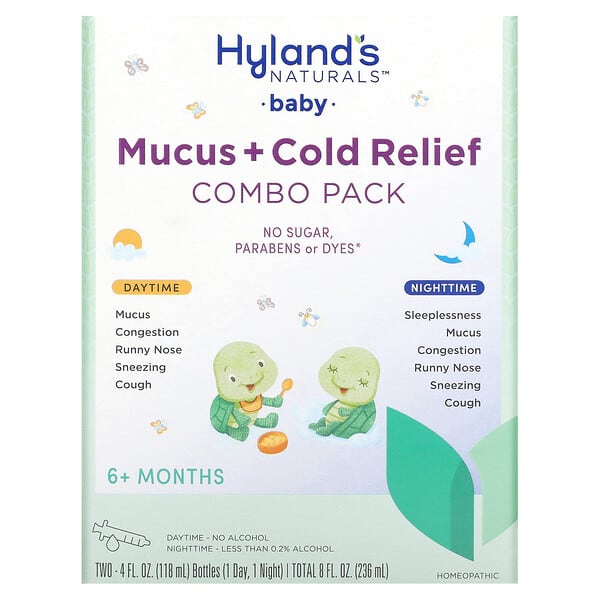 Hyland's
NATURALS™
•baby•
Mucus + Cold Relief
COMBO PACK
NO SUGAR,
PARABENS or DYES*
DAYTIME
Mucus
Congestion
Runny Nose
Sneezing
Cough
NIGHTTIME
Sleeplessness
Mucus
Congestion
Runny Nose
Sneezing
Cough
6+ MONTHS
DAYTIME - NO ALCOHOL
NIGHTTIME - LESS THAN 0.2% ALCOHOL
TWO - 4 FL. OZ. (118 mL) Bottles (1 Day, 1 Night) | TOTAL 8 FL. OZ. (236 mL)
HOMEOPATHIC